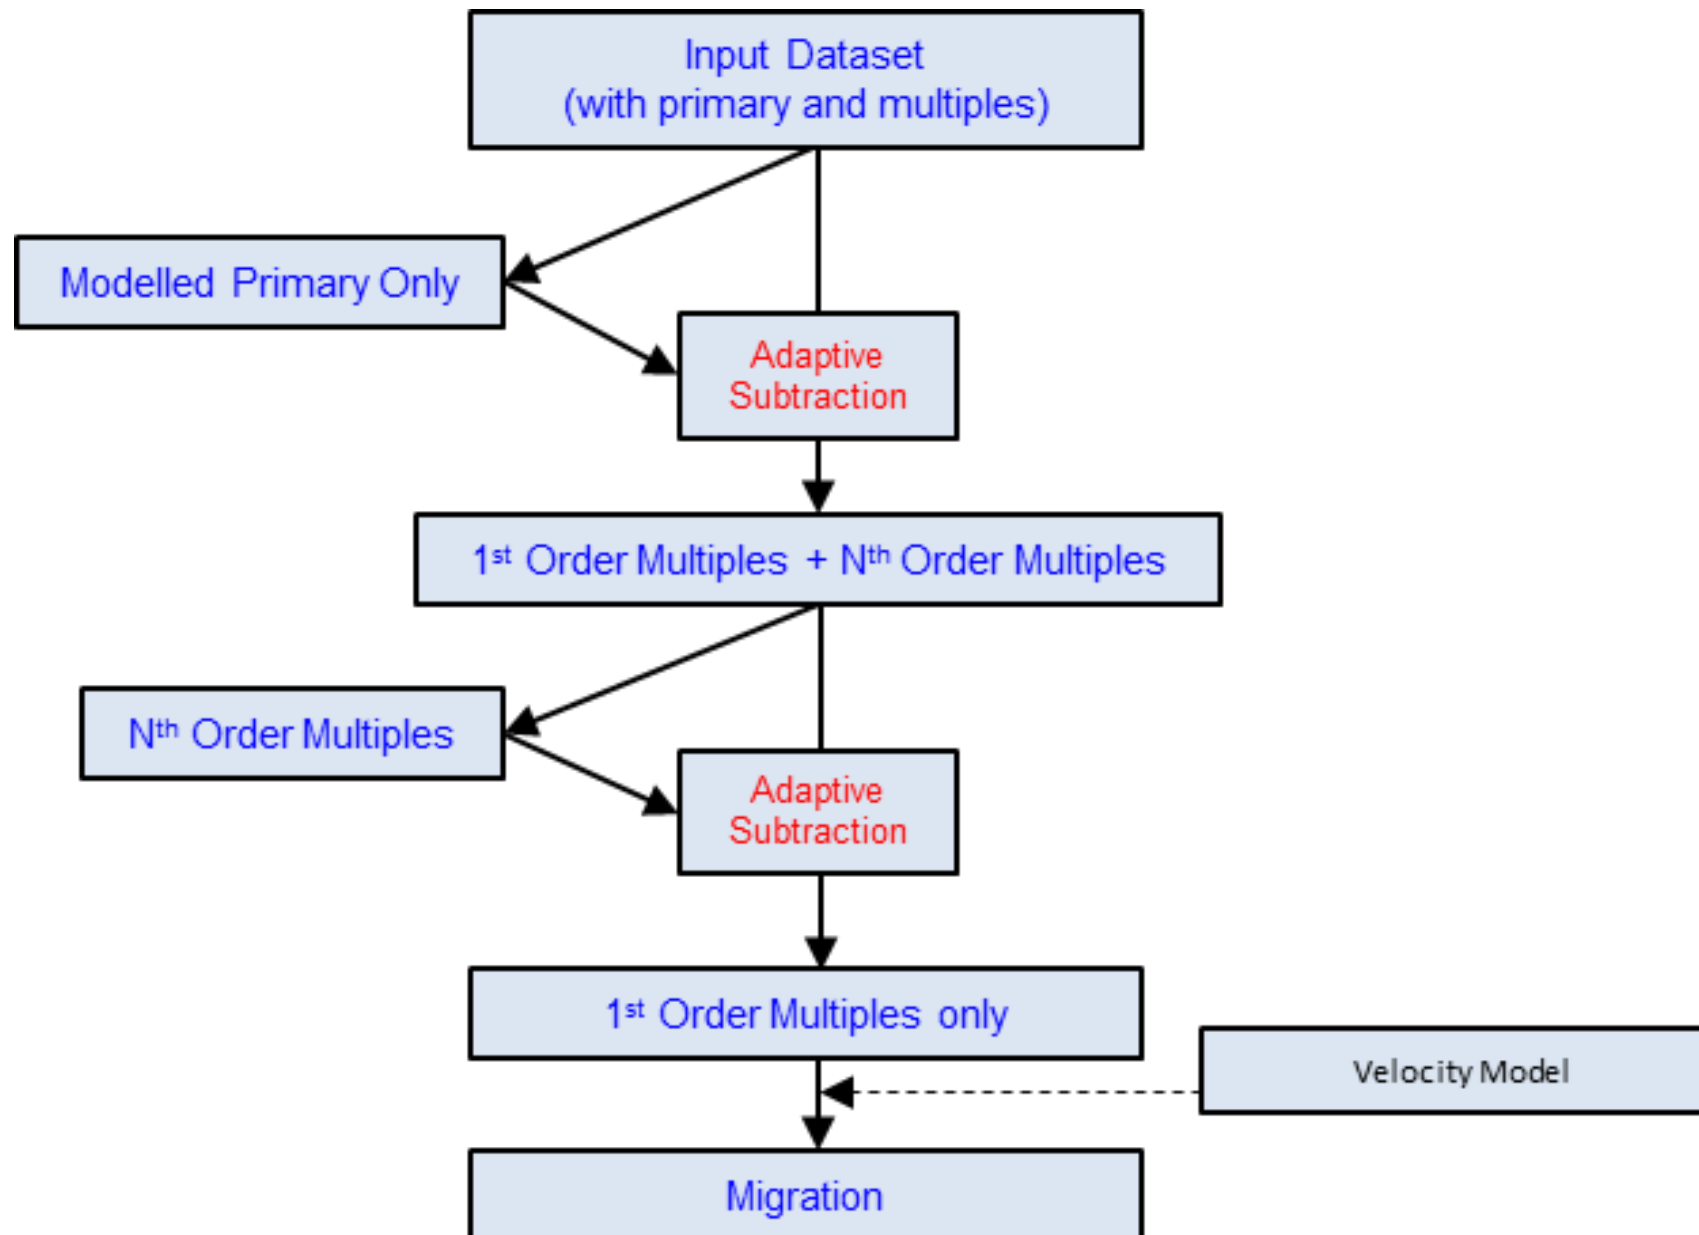 Input Dataset
(with primary and multiples)
Modelled Primary Only
Adaptive
Subtraction
1st Order Multiples + Nth Order Multiples
Nth Order Multiples
Adaptive
Subtraction
1st Order Multiples only
Velocity Model
Migration